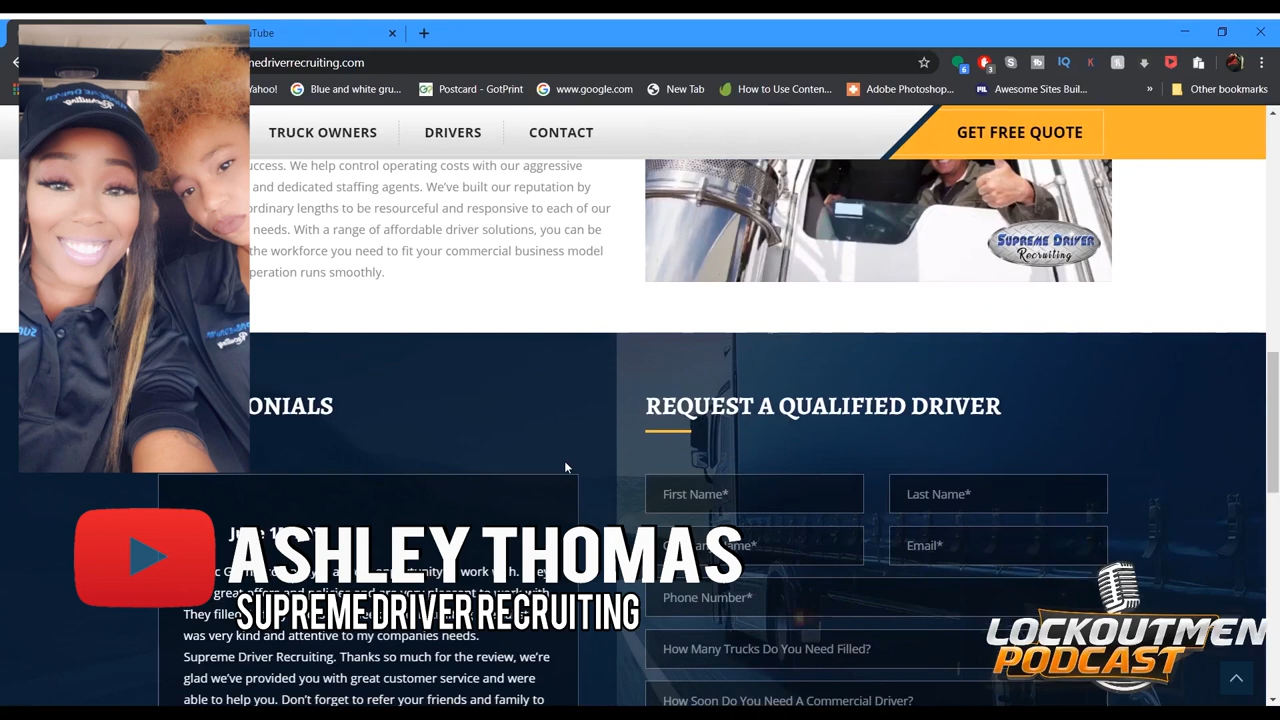 uTube
medriverrecruiting.com
Yahoo!
Blue and white gru...
Postcard - GotPrint
www.google.com
New Tab
How to Use Conten...
Adobe Photoshop...
Awesome Sites Buil...
Other bookmarks
TRUCK OWNERS
DRIVERS
CONTACT
GET FREE QUOTE
uccess. We help control operating costs with our aggressive
and dedicated staffing agents. We've built our reputation by
ordinary lengths to be resourceful and responsive to each of our
needs. With a range of affordable driver solutions, you can be
the workforce you need to fit your commercial business model
peration runs smoothly.
SUPREME DRIVER
Recruiting
ONIALS
REQUEST A QUALIFIED DRIVER
First Name*
Last Name*
Email*
Phone Number*
How Many Trucks Do You Need Filled?
How Soon Do You Need A Commercial Driver?
ASHLEY THOMAS
SUPREME DRIVER RECRUITING
They filled
was very kind and attentive to my companies needs.
Supreme Driver Recruiting. Thanks so much for the review, we're
glad we've provided you with great customer service and were
able to help you. Don't forget to refer your friends and family to
LOCKOUTMEN
PODCAST